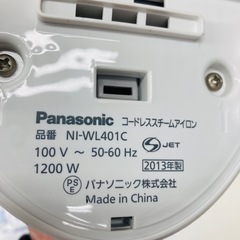 Panasonic コードレススチームアイロン
品番 NI-WL401C
100 V ～ 50-60 Hz S JET
1200 W 2013年製
PS E パナソニック株式会社
Made in China